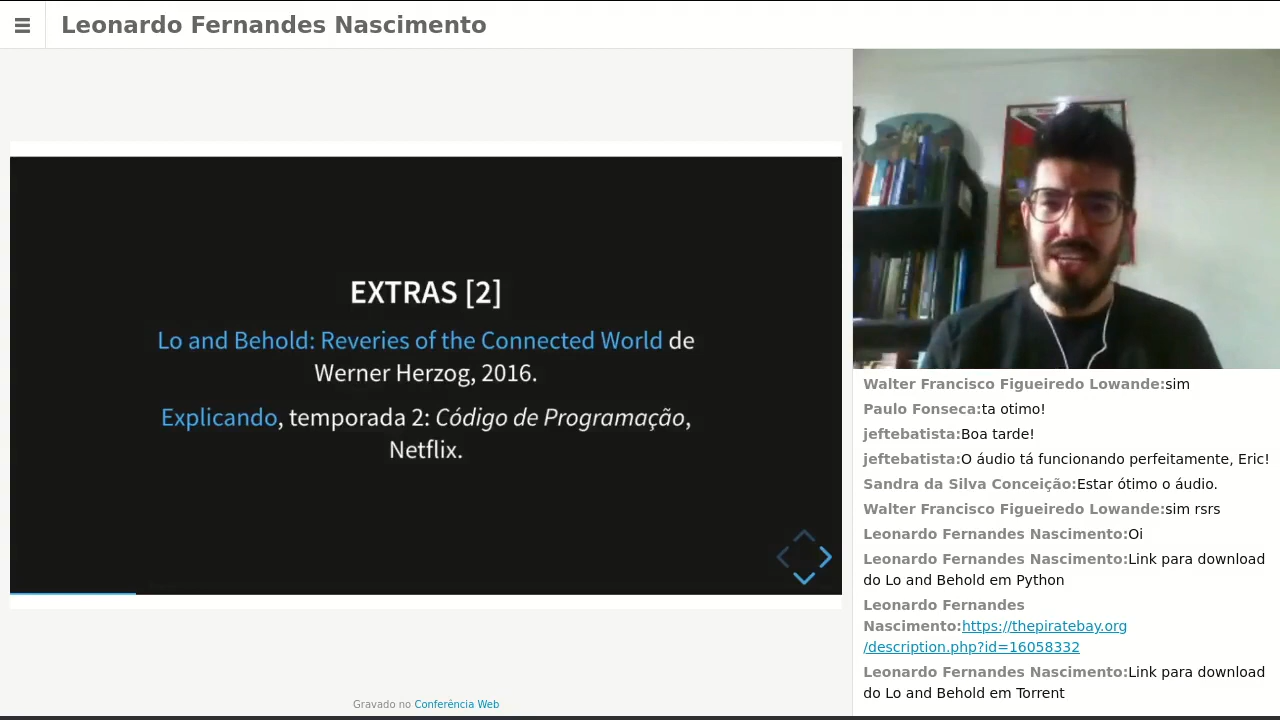 Leonardo Fernandes Nascimento
EXTRAS [2]
Lo and Behold: Reveries of the Connected World de
Werner Herzog, 2016.
Explicando, temporada 2: Código de Programação,
Netflix.
Gravado no Conferência Web
Walter Francisco Figueiredo Lowande:sim
Paulo Fonseca:ta otimo!
jeftebatista:Boa tarde!
jeftebatista:O áudio tá funcionando perfeitamente, Eric!
Sandra da Silva Conceição:Estar ótimo o áudio.
Walter Francisco Figueiredo Lowande:sim rsrs
Leonardo Fernandes Nascimento:Oi
Leonardo Fernandes Nascimento:Link para download
do Lo and Behold em Python
Leonardo Fernandes
Nascimento:https://thepiratebay.org
/description.php?id=16058332
Leonardo Fernandes Nascimento:Link para download
do Lo and Behold em Torrent